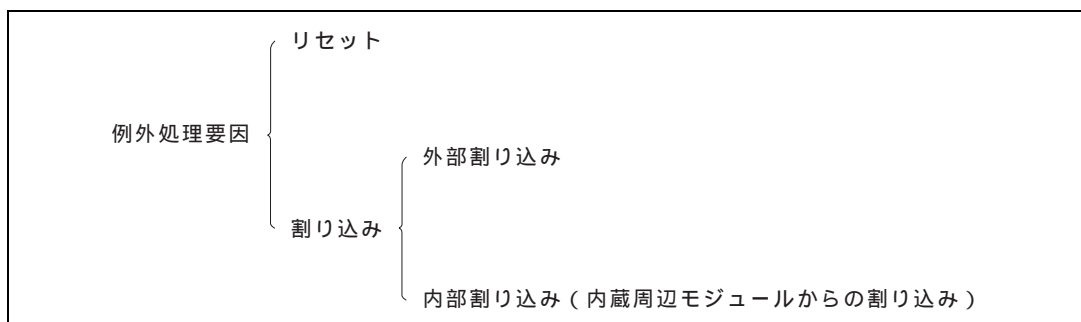 リセット
例外処理要因
外部割り込み
割り込み
内部割り込み（内蔵周辺モジュールからの割り込み）